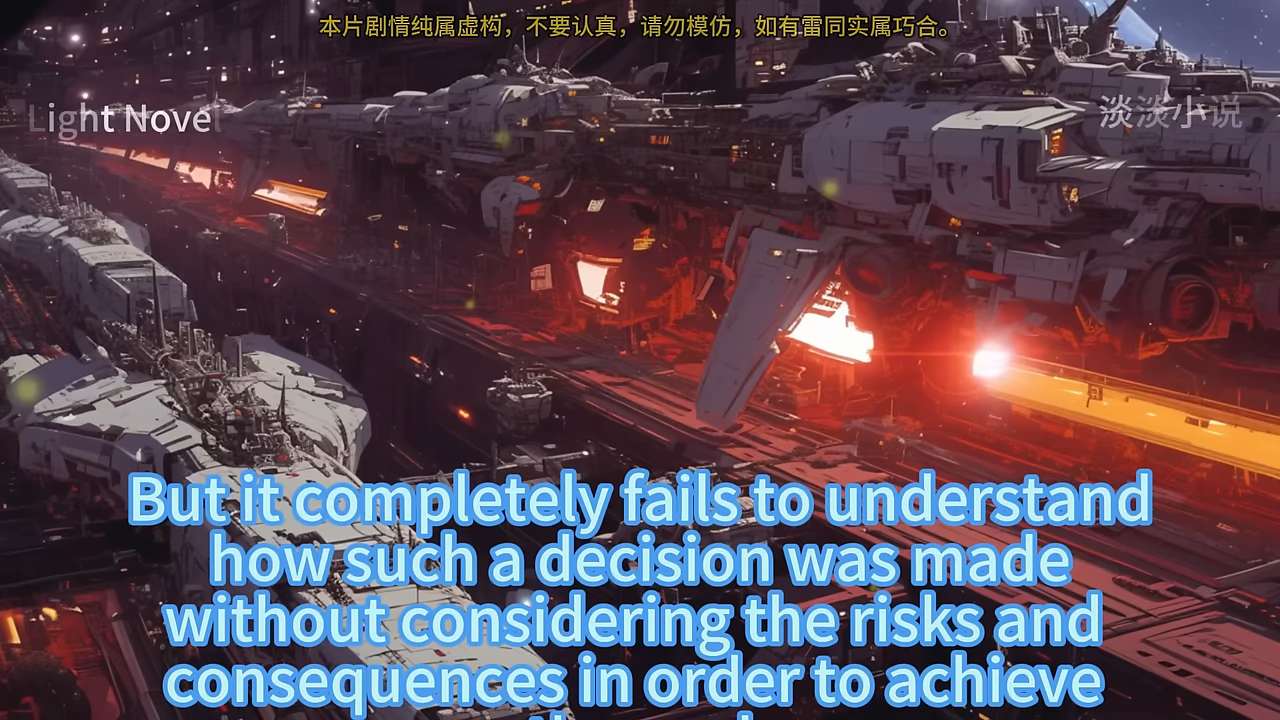 本片剧情纯属虚构，不要认真，请勿模仿，如有雷同实属巧合。
Light Novel
淡淡小说
But it completely fails to understand
how such a decision was made
without considering the risks and
consequences in order to achieve